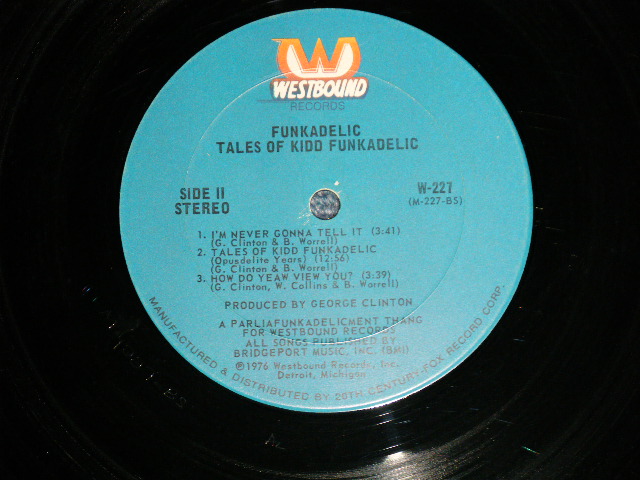 W
WESTBOUND
RECORDS
FUNKADELIC
TALES OF KIDD FUNKADELIC
SIDE II
STEREO
W-227
(M-227-BS)
1. I'M NEVER GONNA TELL IT (3:41)
(G. Clinton & B. Worrell)
2. TALES OF KIDD FUNKADELIC
(Opusdelite Years) (12:56)
(G. Clinton & B. Worrell)
3. HOW DO YEAW VIEW YOU? (3:39)
(G. Clinton, W. Collins & B. Worrell)
PRODUCED BY GEORGE CLINTON
A PARLIAFUNKADELICMENT THANG
FOR WESTBOUND RECORDS
ALL SONGS PUBLISHED BY
BRIDGEPORT MUSIC, INC. (BMI)
℗1976 Westbound Records, Inc.
Detroit, Michigan
MANUFACTURED & DISTRIBUTED BY 20TH CENTURY-FOX RECORD CORP.